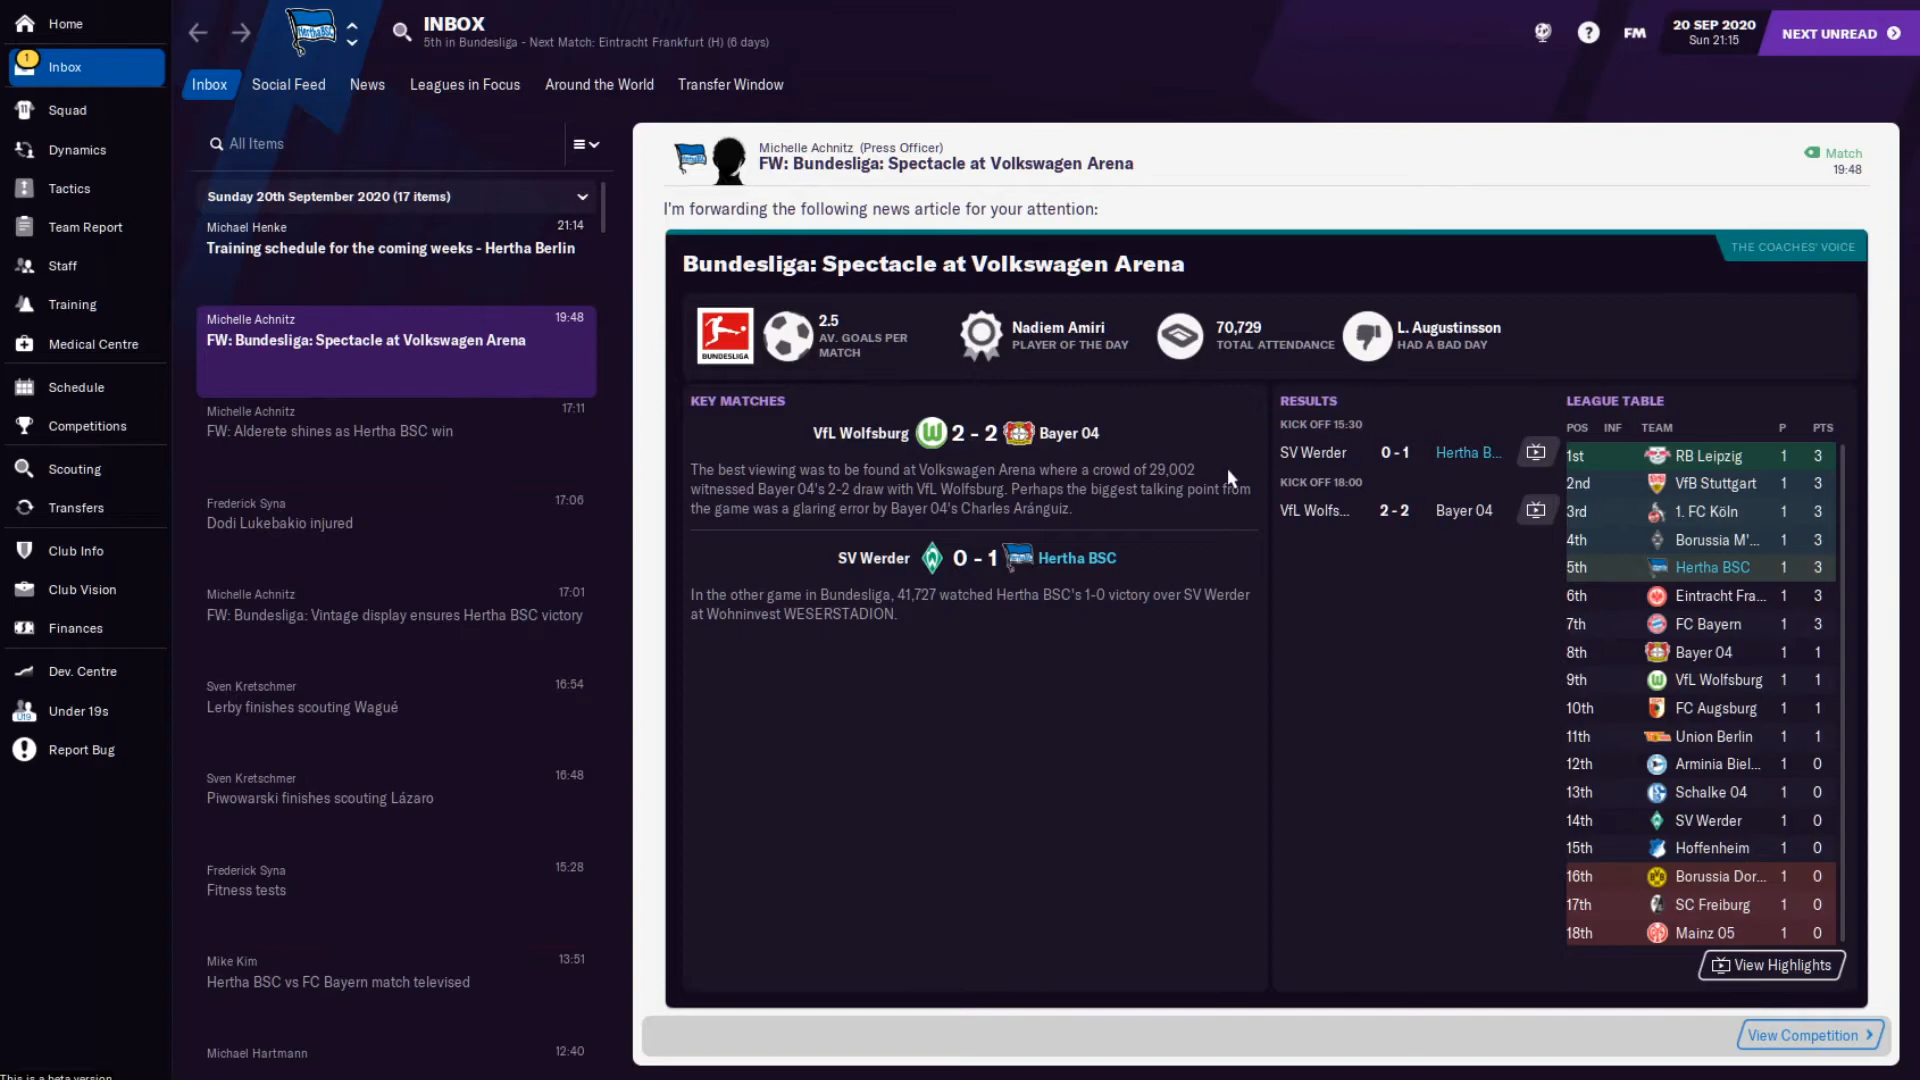 Home
1
Inbox
Squad
Dynamics
Tactics
Team Report
Staff
Training
Medical Centre
Schedule
Competitions
Scouting
Transfers
Club Info
Club Vision
Finances
Dev. Centre
U19
Under 19s
Report Bug
This is a beta version
Hertha BSC
INBOX
5th in Bundesliga - Next Match: Eintracht Frankfurt (H) (6 days)
FM
20 SEP 2020
Sun 21:15
NEXT UNREAD
Inbox Social Feed News Leagues in Focus Around the World Transfer Window
All Items
Sunday 20th September 2020 (17 items)
Michael Henke 21:14
Training schedule for the coming weeks - Hertha Berlin
Michelle Achnitz 19:48
FW: Bundesliga: Spectacle at Volkswagen Arena
Michelle Achnitz 17:11
FW: Alderete shines as Hertha BSC win
Frederick Syna 17:06
Dodi Lukebakio injured
Michelle Achnitz 17:01
FW: Bundesliga: Vintage display ensures Hertha BSC victory
Sven Kretschmer 16:54
Lerby finishes scouting Wagué
Sven Kretschmer 16:48
Piwowarski finishes scouting Lázaro
Frederick Syna 15:28
Fitness tests
Mike Kim 13:51
Hertha BSC vs FC Bayern match televised
Michael Hartmann 12:40
Michelle Achnitz (Press Officer)
FW: Bundesliga: Spectacle at Volkswagen Arena
Match
19:48
I'm forwarding the following news article for your attention:
THE COACHES' VOICE
Bundesliga: Spectacle at Volkswagen Arena
BUNDESLIGA
2.5
AV. GOALS PER
MATCH
Nadiem Amiri
PLAYER OF THE DAY
70,729
TOTAL ATTENDANCE
L. Augustinsson
HAD A BAD DAY
KEY MATCHES
VfL Wolfsburg 2 - 2 Bayer 04
The best viewing was to be found at Volkswagen Arena where a crowd of 29,002
witnessed Bayer 04's 2-2 draw with VfL Wolfsburg. Perhaps the biggest talking point from
the game was a glaring error by Bayer 04's Charles Aránguiz.
SV Werder 0 - 1 Hertha BSC
In the other game in Bundesliga, 41,727 watched Hertha BSC's 1-0 victory over SV Werder
at Wohninvest WESERSTADION.
RESULTS
KICK OFF 15:30
SV Werder 0 - 1 Hertha B...
KICK OFF 18:00
VfL Wolfs... 2 - 2 Bayer 04
LEAGUE TABLE
POS INF TEAM P PTS
1st RB Leipzig 1 3
2nd VfB Stuttgart 1 3
3rd 1. FC Köln 1 3
4th Borussia M'... 1 3
5th Hertha BSC 1 3
6th Eintracht Fra... 1 3
7th FC Bayern 1 3
8th Bayer 04 1 1
9th VfL Wolfsburg 1 1
10th FC Augsburg 1 1
11th Union Berlin 1 1
12th Arminia Biel... 1 0
13th Schalke 04 1 0
14th SV Werder 1 0
15th Hoffenheim 1 0
16th Borussia Dor... 1 0
17th SC Freiburg 1 0
18th Mainz 05 1 0
View Highlights
View Competition